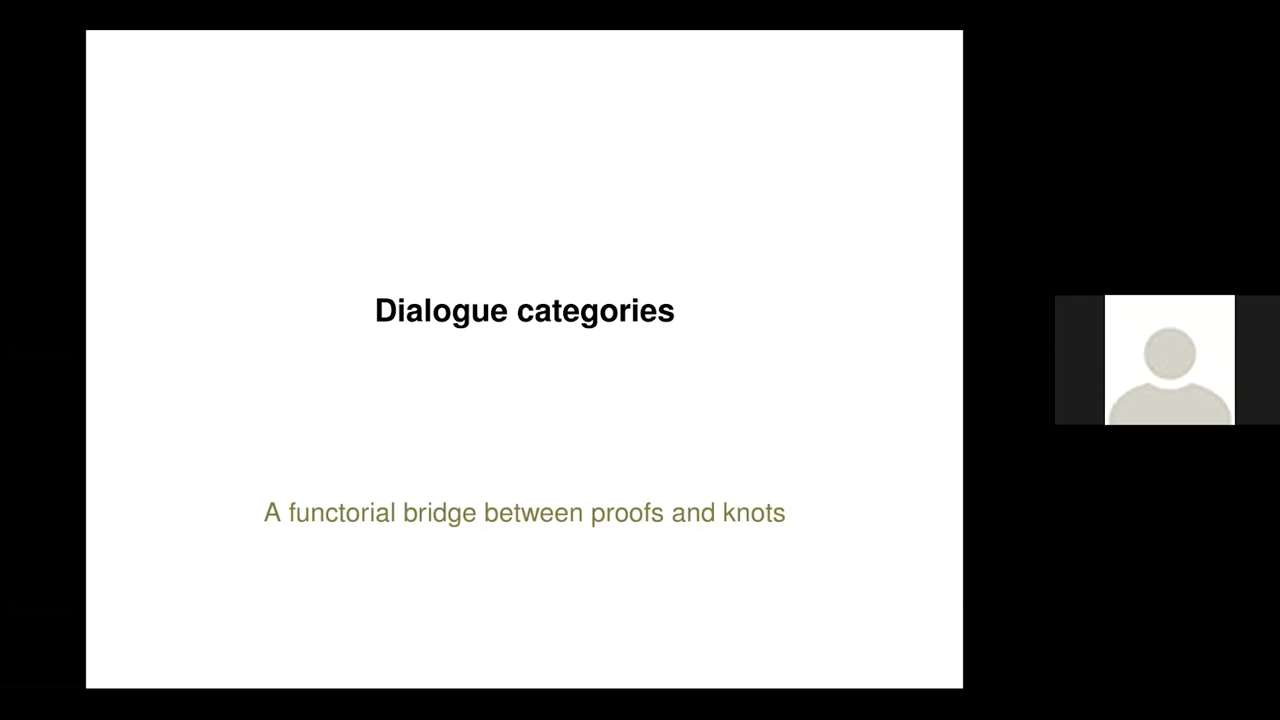 Dialogue categories
A functorial bridge between proofs and knots